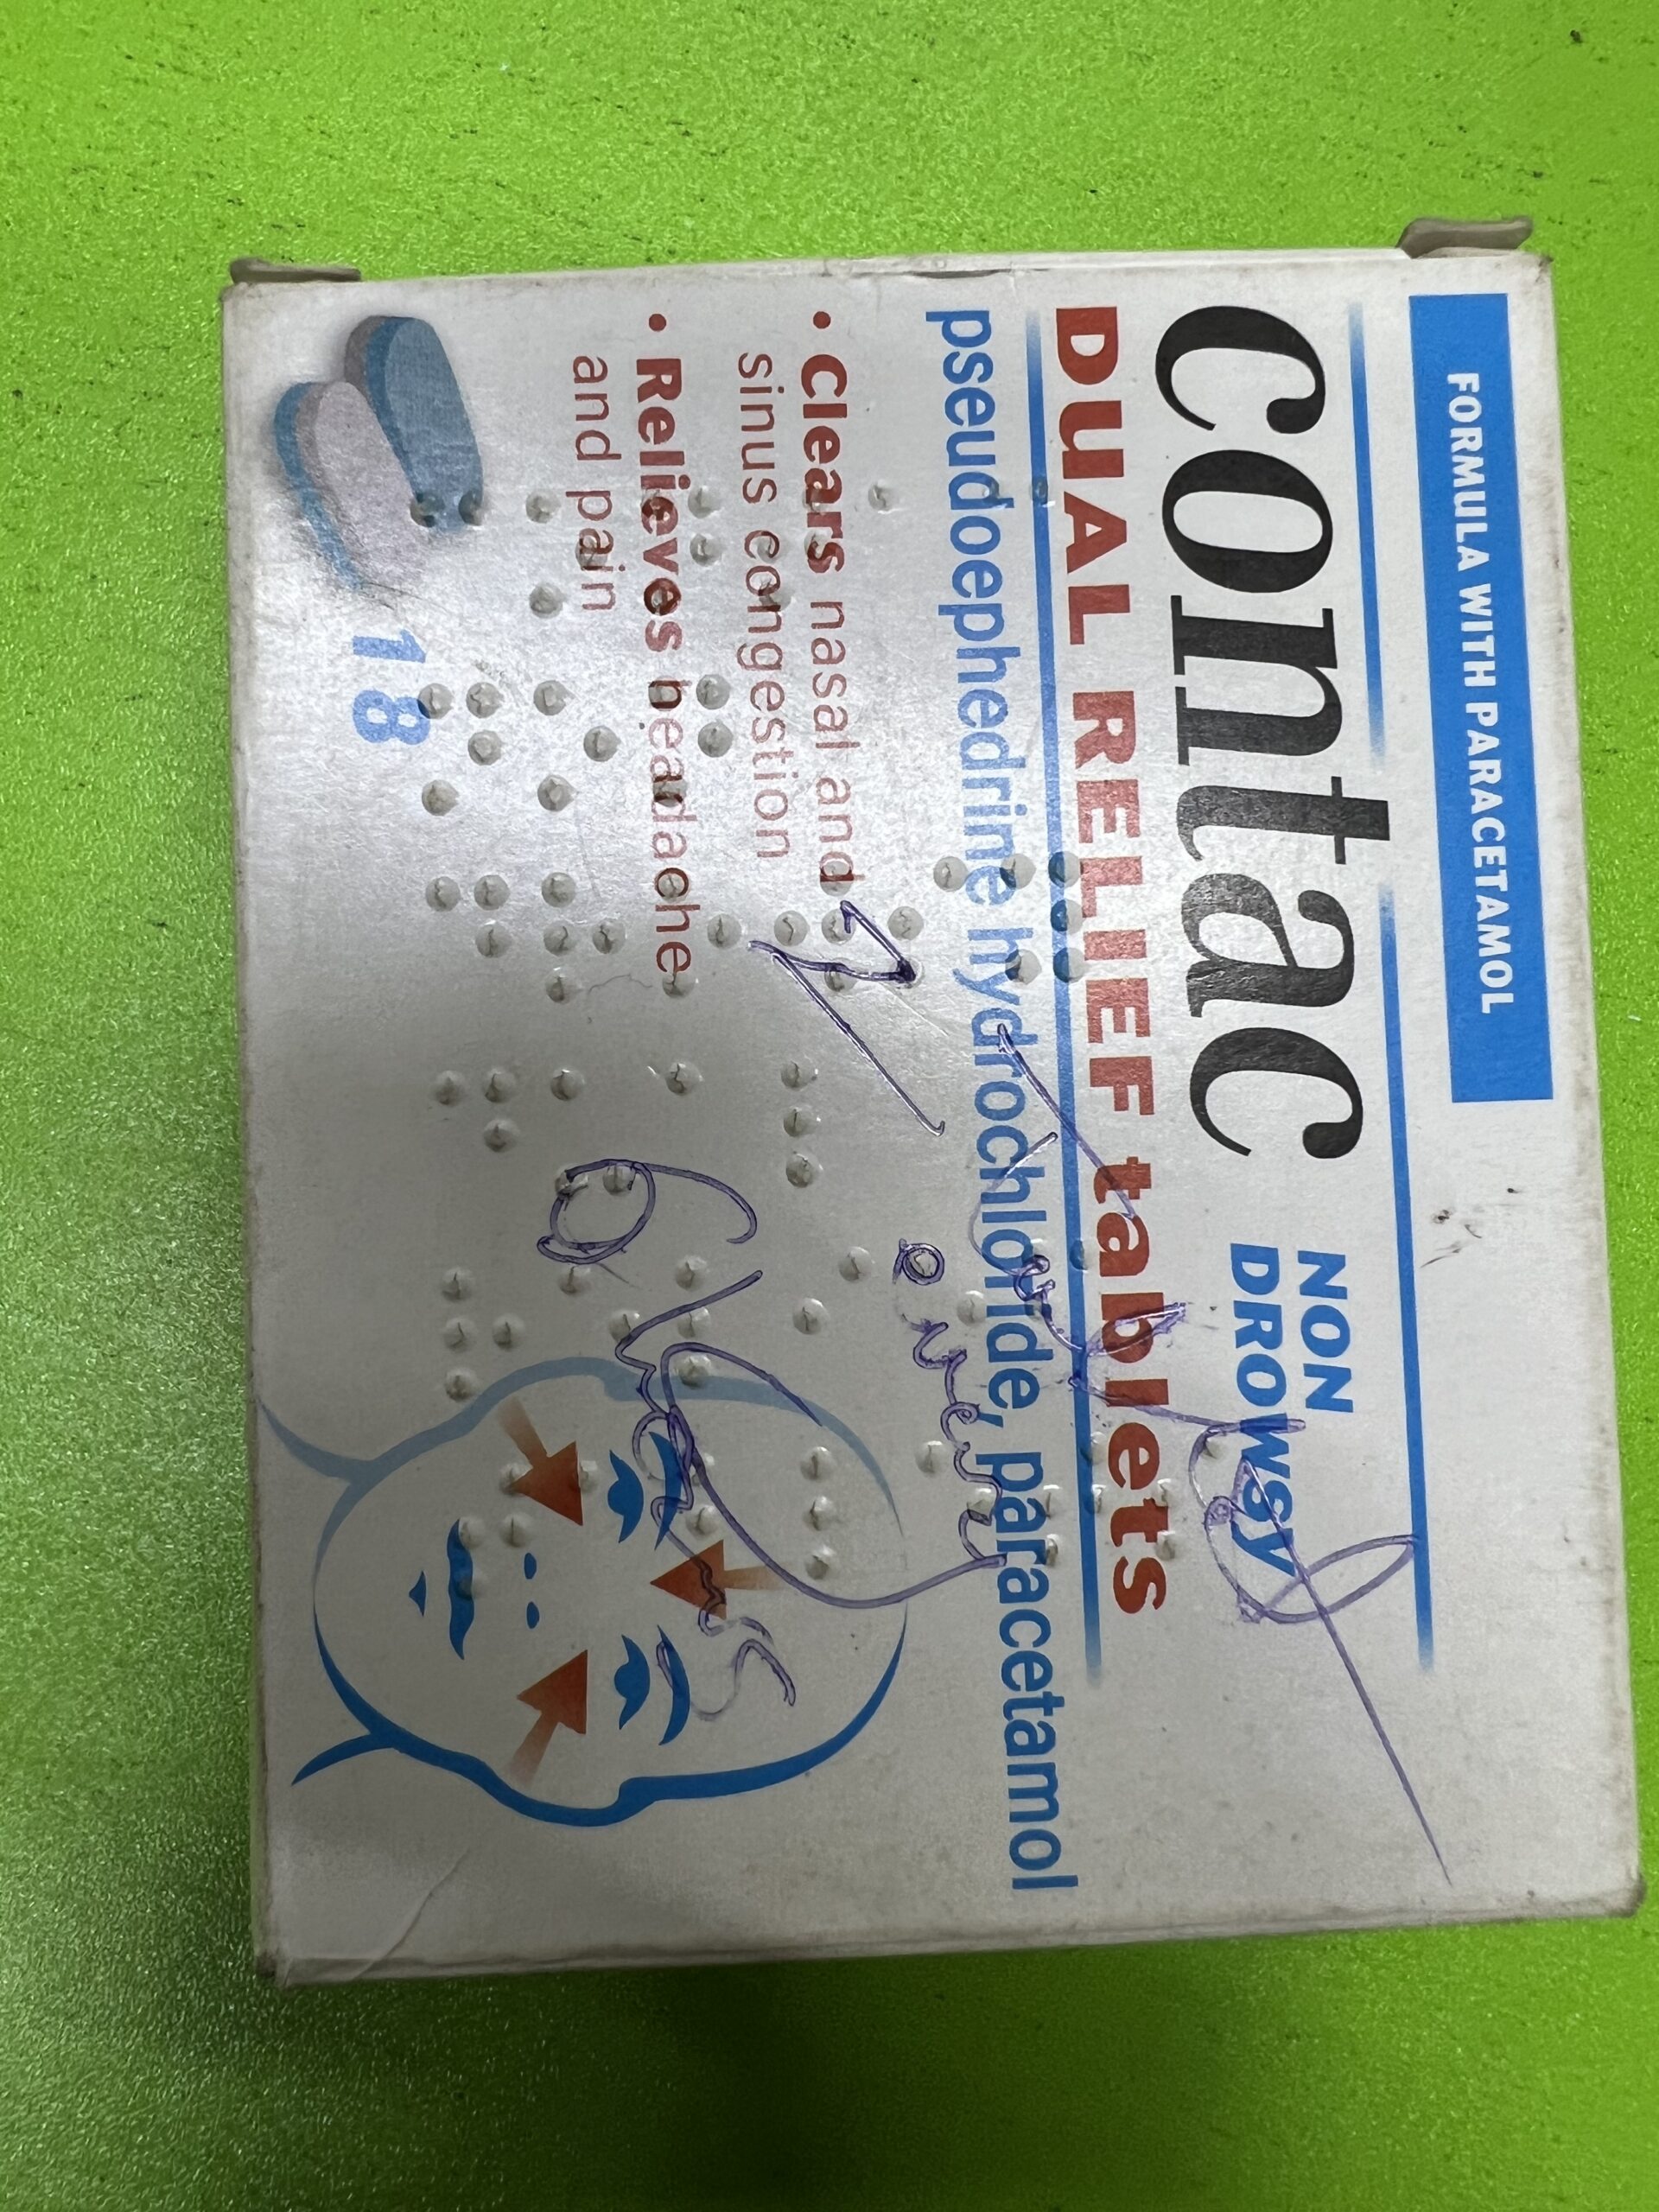 FORMULA WITH PARACETAMOL
contac
NON
DROWSY
DUAL RELIEF tablets
pseudoephedrine hydrochloride, paracetamol
• Clears nasal and
sinus congestion
• Relieves headache
and pain
18